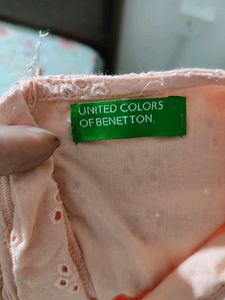 UNITED COLORS
OF BENETTON.